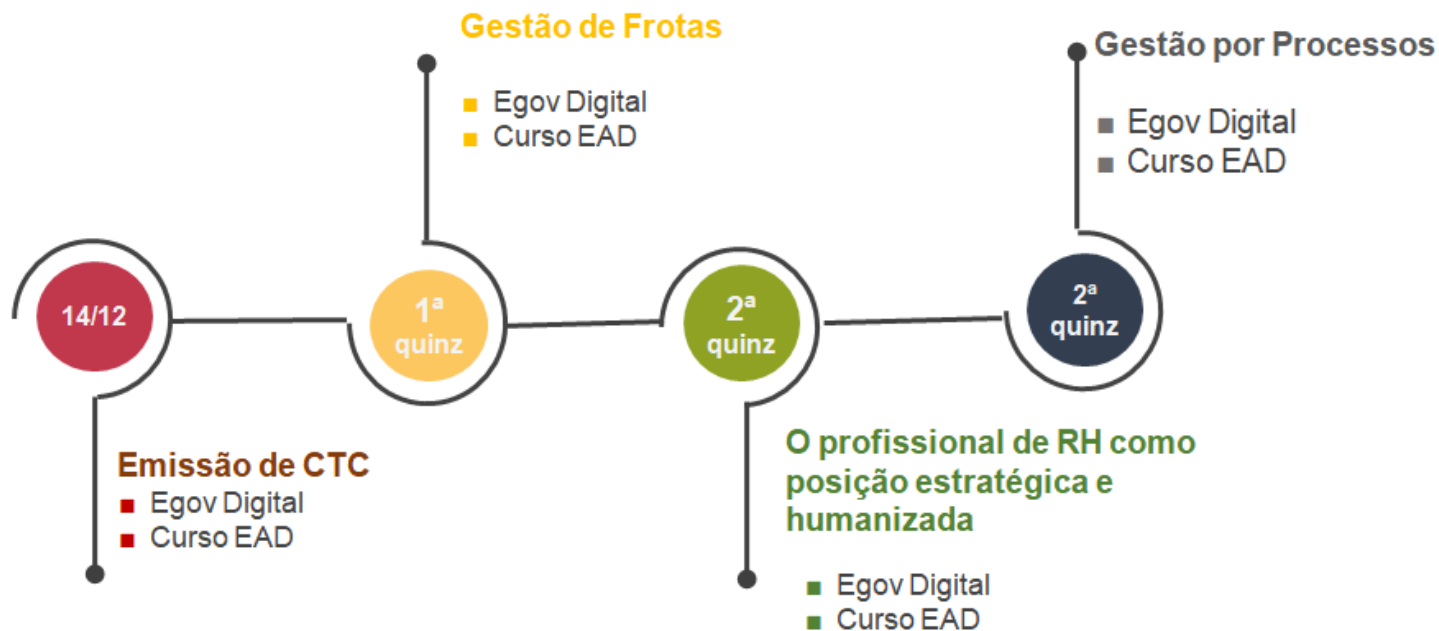 14/12
Emissão de CTC
Egov Digital
Curso EAD
1ª
quinz
Gestão de Frotas
Egov Digital
Curso EAD
2ª
quinz
O profissional de RH como
posição estratégica e
humanizada
Egov Digital
Curso EAD
2ª
quinz
Gestão por Processos
Egov Digital
Curso EAD